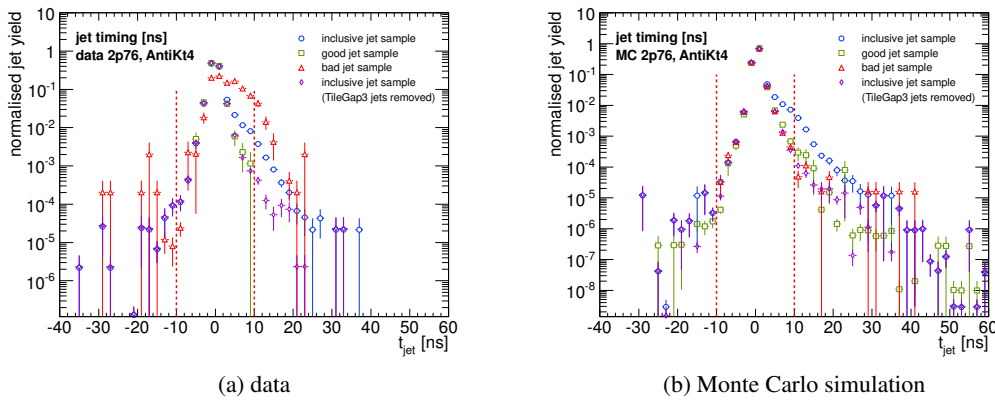 jet timing [ns]
data 2p76, AntiKt4
inclusive jet sample
good jet sample
bad jet sample
inclusive jet sample
(TileGap3 jets removed)
normalised jet yield
1
10^-1
10^-2
10^-3
10^-4
10^-5
10^-6
-40 -30 -20 -10 0 10 20 30 40 50 60
t_jet [ns]
(a) data
jet timing [ns]
MC 2p76, AntiKt4
inclusive jet sample
good jet sample
bad jet sample
inclusive jet sample
(TileGap3 jets removed)
normalised jet yield
10
1
10^-1
10^-2
10^-3
10^-4
10^-5
10^-6
10^-7
10^-8
-40 -30 -20 -10 0 10 20 30 40 50 60
t_jet [ns]
(b) Monte Carlo simulation